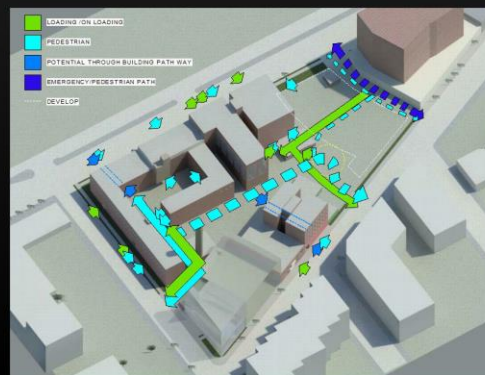 LOADING /ON LOADING
PEDESTRIAN
POTENTIAL THROUGH BUILDING PATH WAY
EMERGENCY/PEDESTRIAN PATH
DEVELOP